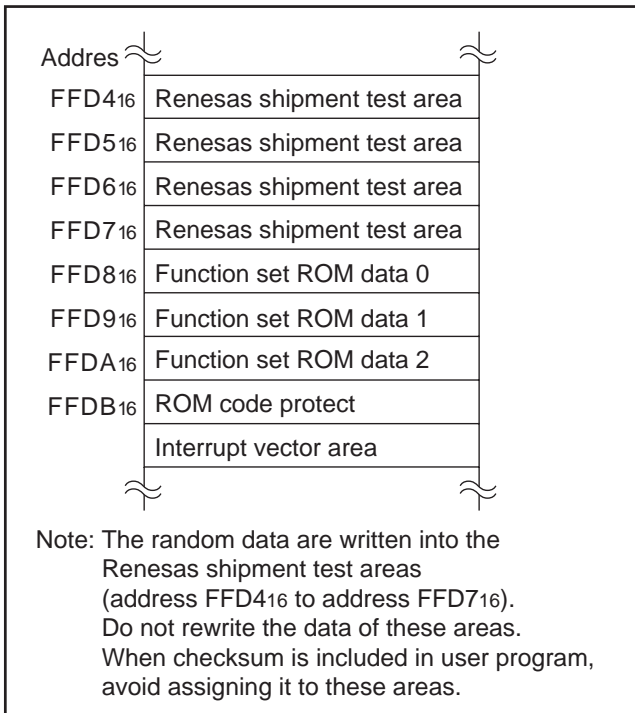 Addres
FFD416 Renesas shipment test area
FFD516 Renesas shipment test area
FFD616 Renesas shipment test area
FFD716 Renesas shipment test area
FFD816 Function set ROM data 0
FFD916 Function set ROM data 1
FFDA16 Function set ROM data 2
FFDB16 ROM code protect
Interrupt vector area
Note: The random data are written into the
Renesas shipment test areas
(address FFD416 to address FFD716).
Do not rewrite the data of these areas.
When checksum is included in user program,
avoid assigning it to these areas.